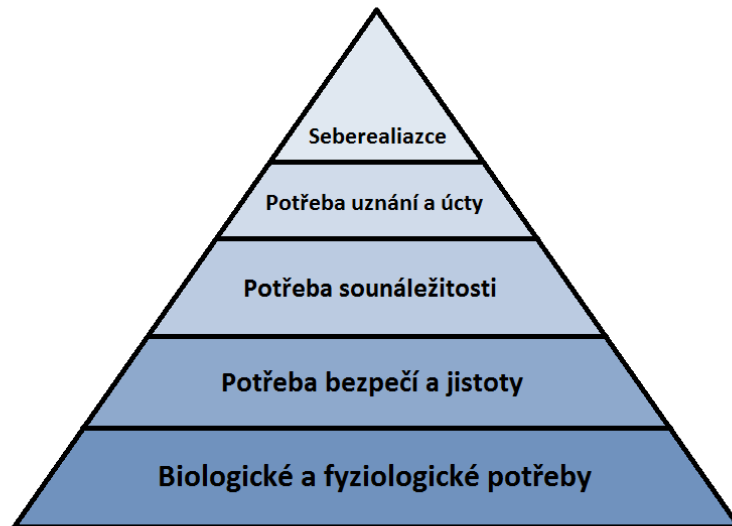 Seberealiazce
Potřeba uznání a úcty
Potřeba sounáležitosti
Potřeba bezpečí a jistoty
Biologické a fyziologické potřeby